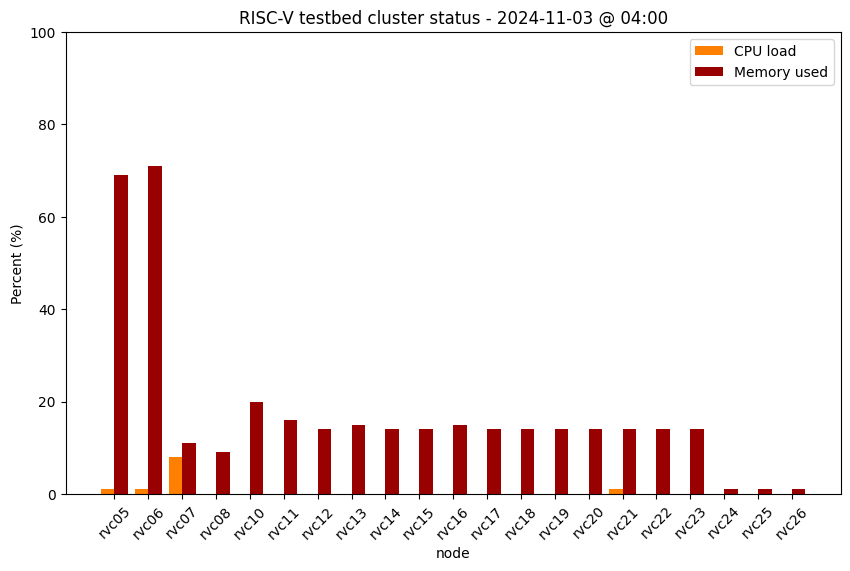 RISC-V testbed cluster status - 2024-11-03 @ 04:00
CPU load
Memory used
Percent (%)
100
80
60
40
20
0
rvc05
rvc06
rvc07
rvc08
rvc10
rvc11
rvc12
rvc13
rvc14
rvc15
rvc16
rvc17
rvc18
rvc19
rvc20
rvc21
rvc22
rvc23
rvc24
rvc25
rvc26
node